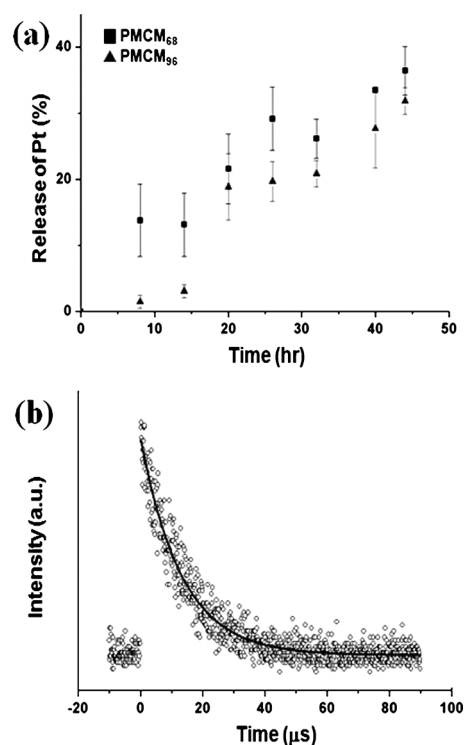 (a)
■ PMCM₆₈
▲ PMCM₉₆
Release of Pt (%)
40
20
0
0 10 20 30 40 50
Time (hr)
(b)
Intensity (a.u.)
-20 0 20 40 60 80 100
Time (μs)